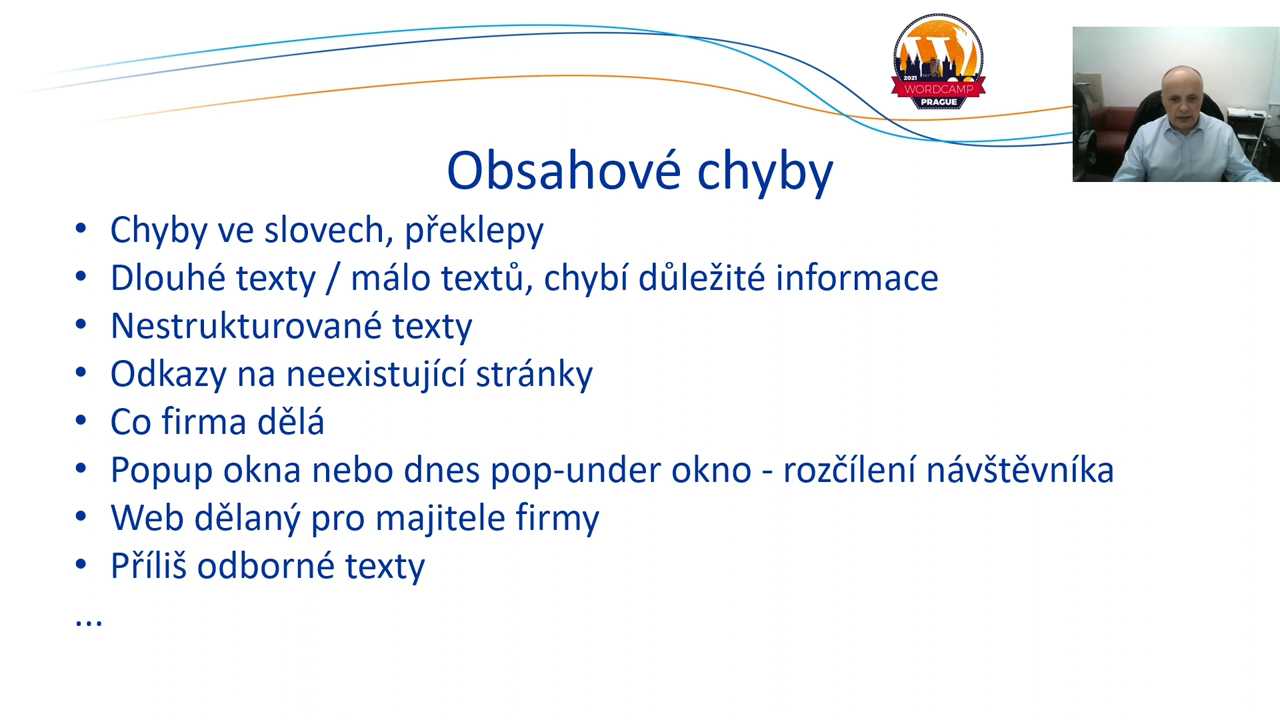 2021
WORDCAMP
PRAGUE
Obsahové chyby
• Chyby ve slovech, překlepy
• Dlouhé texty / málo textů, chybí důležité informace
• Nestrukturované texty
• Odkazy na neexistující stránky
• Co firma dělá
• Popup okna nebo dnes pop-under okno - rozčílení návštěvníka
• Web dělaný pro majitele firmy
• Příliš odborné texty
...